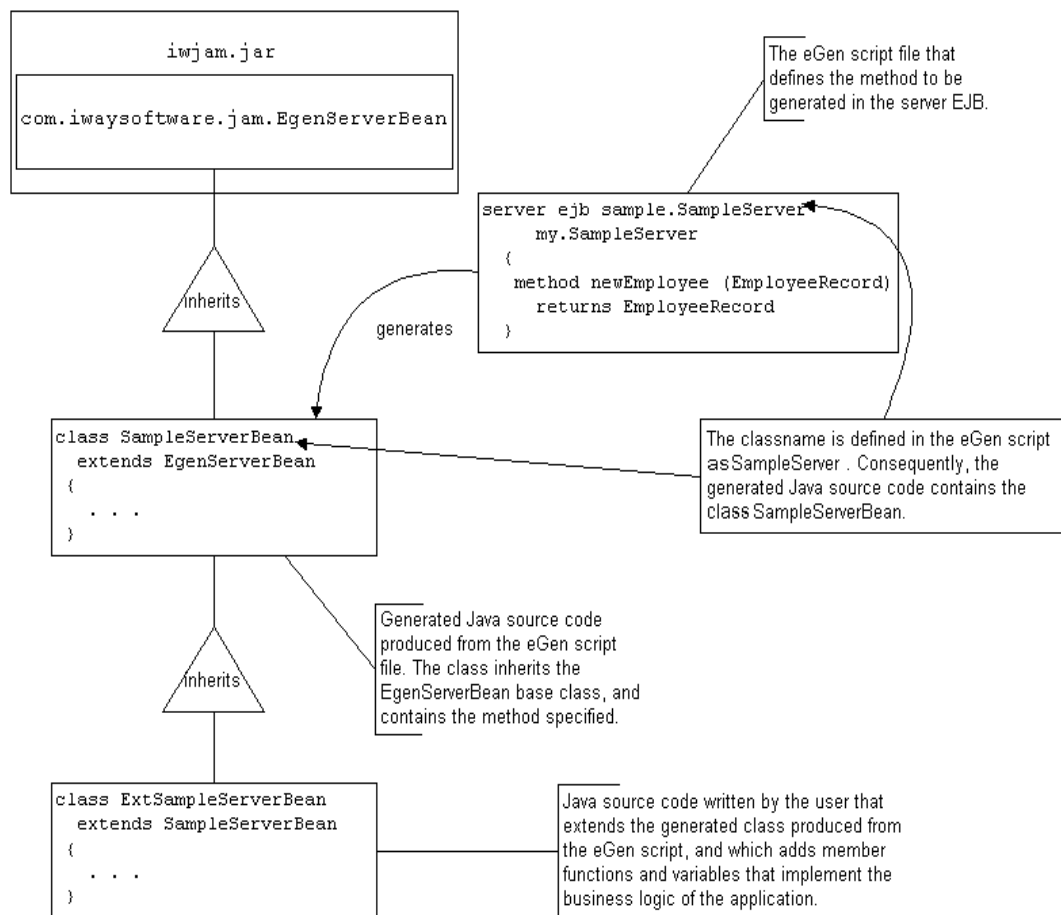 iwjam.jar
com.iwaysoftware.jam.EgenServerBean
The eGen script file that
defines the method to be
generated in the server EJB.
server ejb sample.SampleServer
my.SampleServer
{
method newEmployee (EmployeeRecord)
returns EmployeeRecord
}
inherits
generates
class SampleServerBean
extends EgenServerBean
{
. . .
}
The classname is defined in the eGen script
as SampleServer . Consequently, the
generated Java source code contains the
class SampleServerBean.
Generated Java source code
produced from the eGen script
file. The class inherits the
EgenServerBean base class, and
contains the method specified.
inherits
class ExtSampleServerBean
extends SampleServerBean
{
. . .
}
Java source code written by the user that
extends the generated class produced from
the eGen script, and which adds member
functions and variables that implement the
business logic of the application.